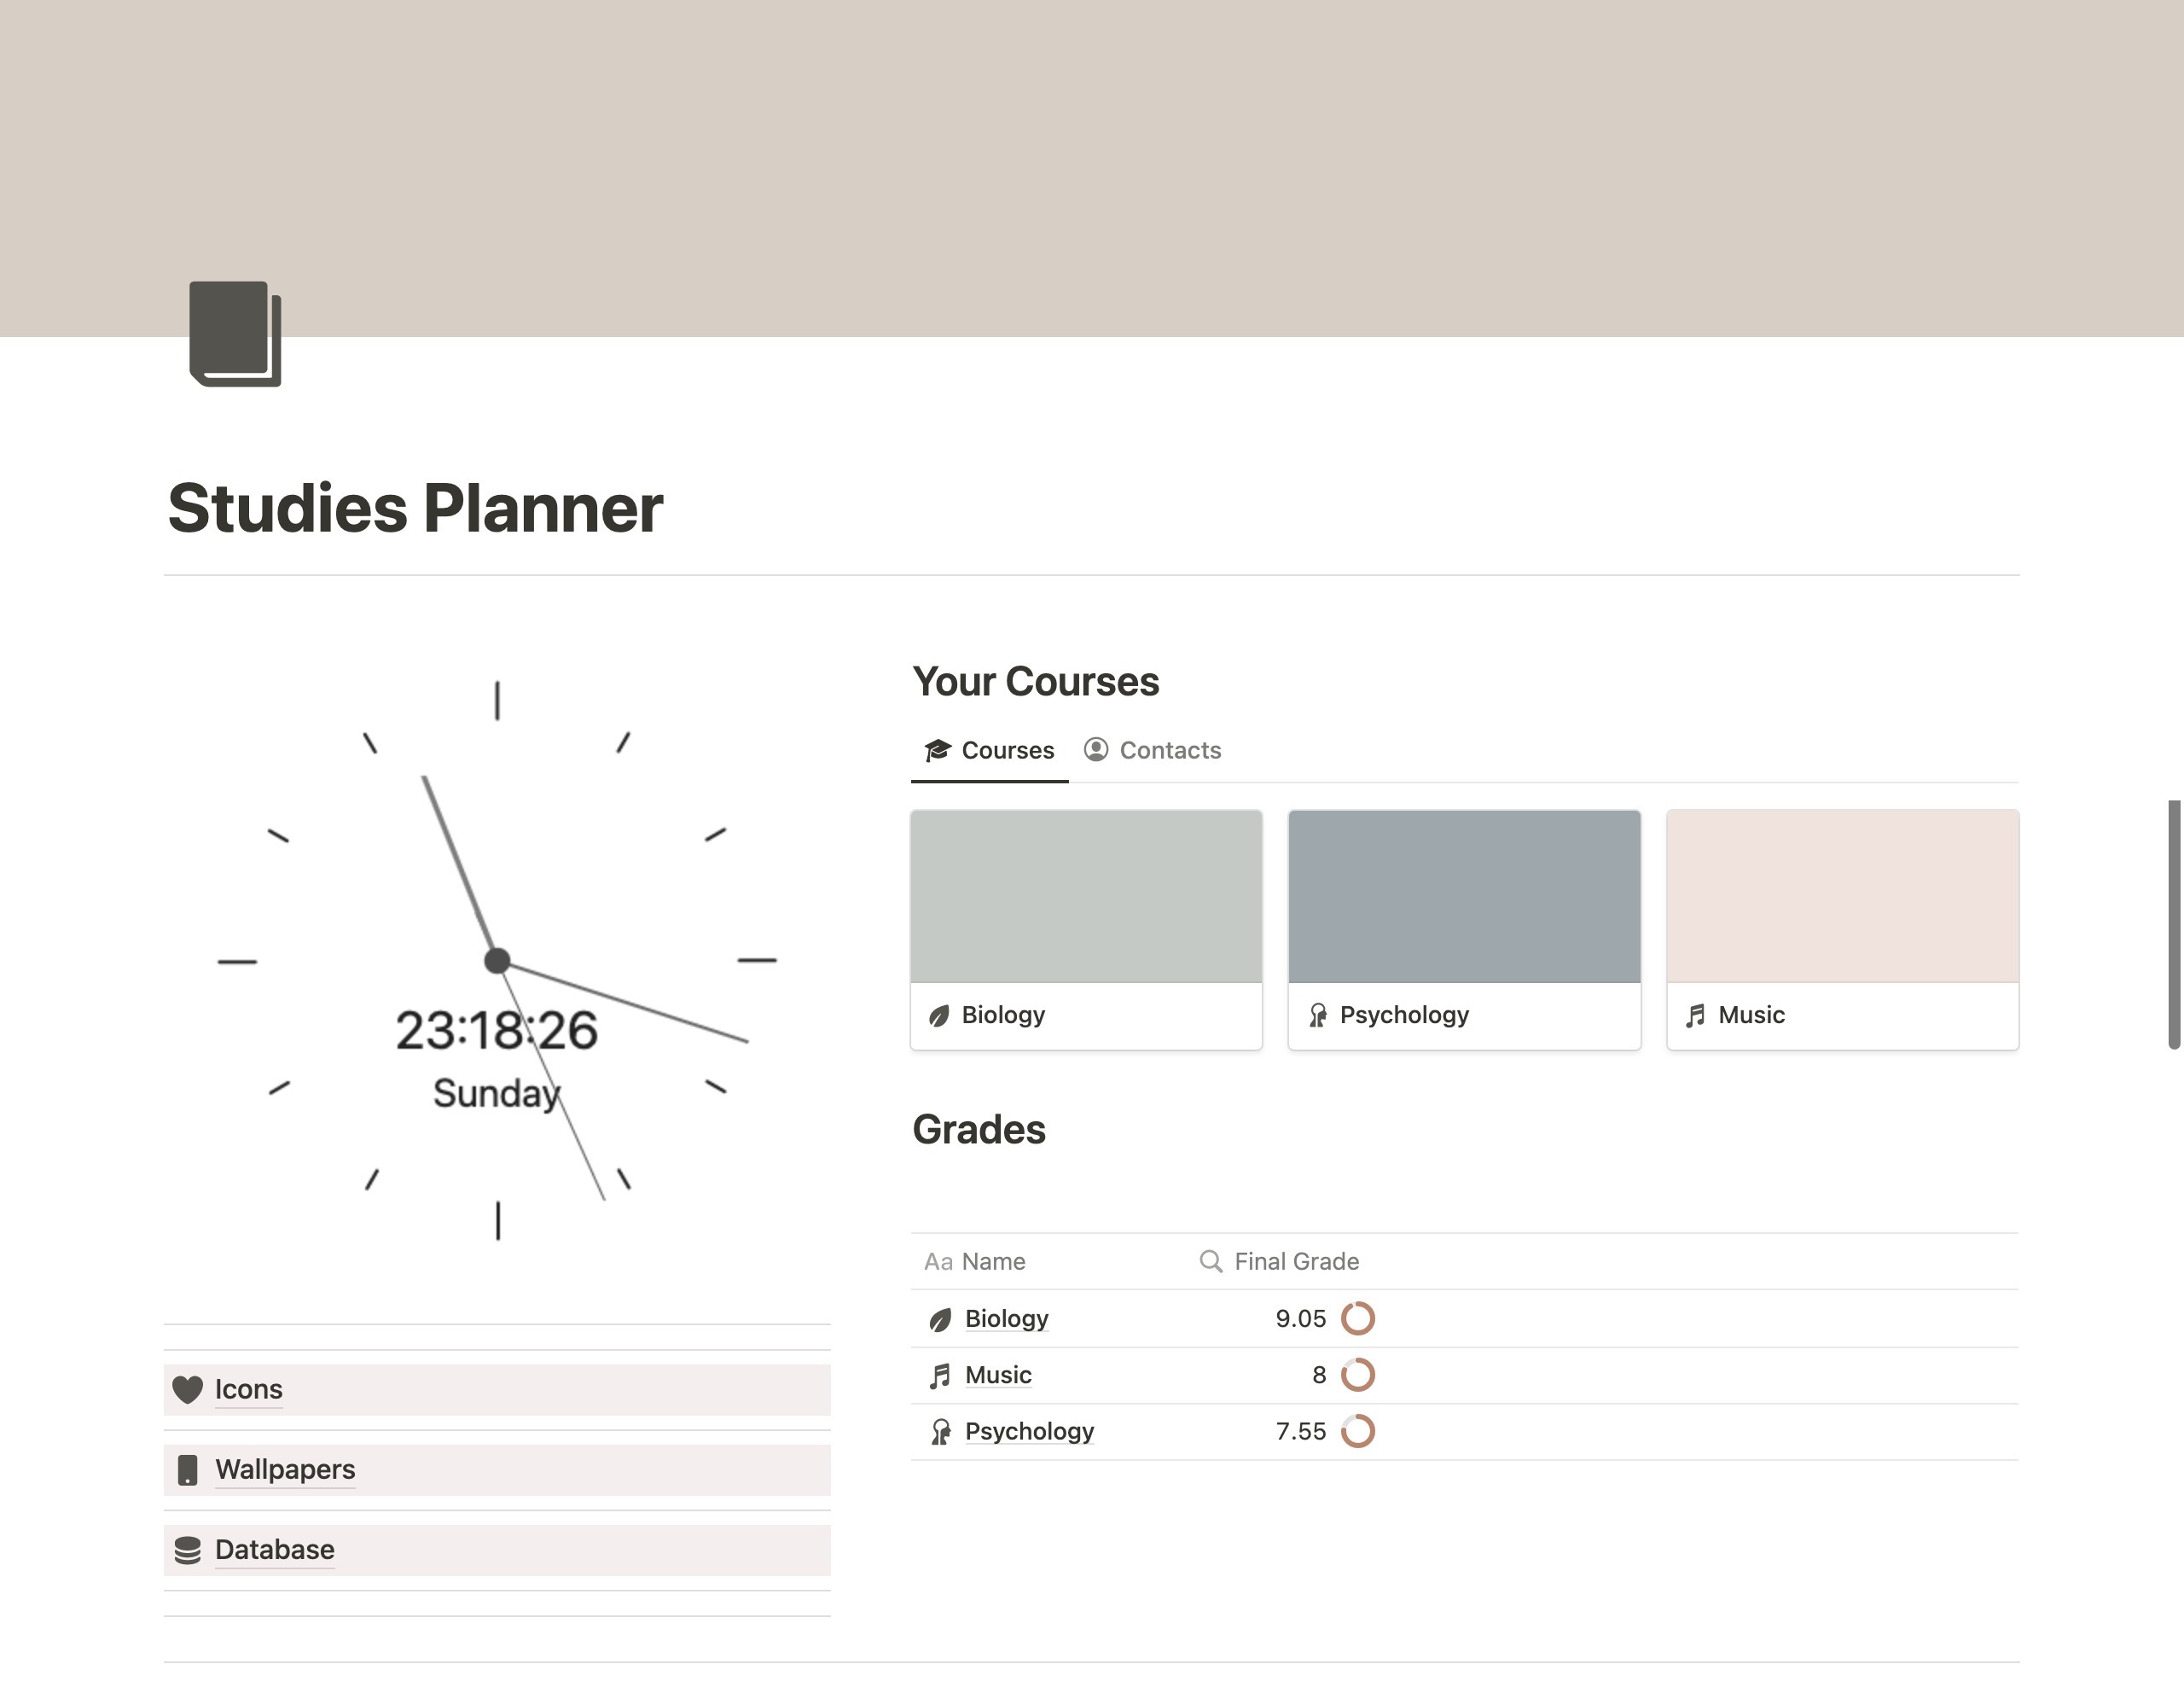 Studies Planner
23:18:26
Sunday
Icons
Wallpapers
Database
Your Courses
Courses Contacts
Biology Psychology Music
Grades
Aa Name Final Grade
Biology 9.05
Music 8
Psychology 7.55